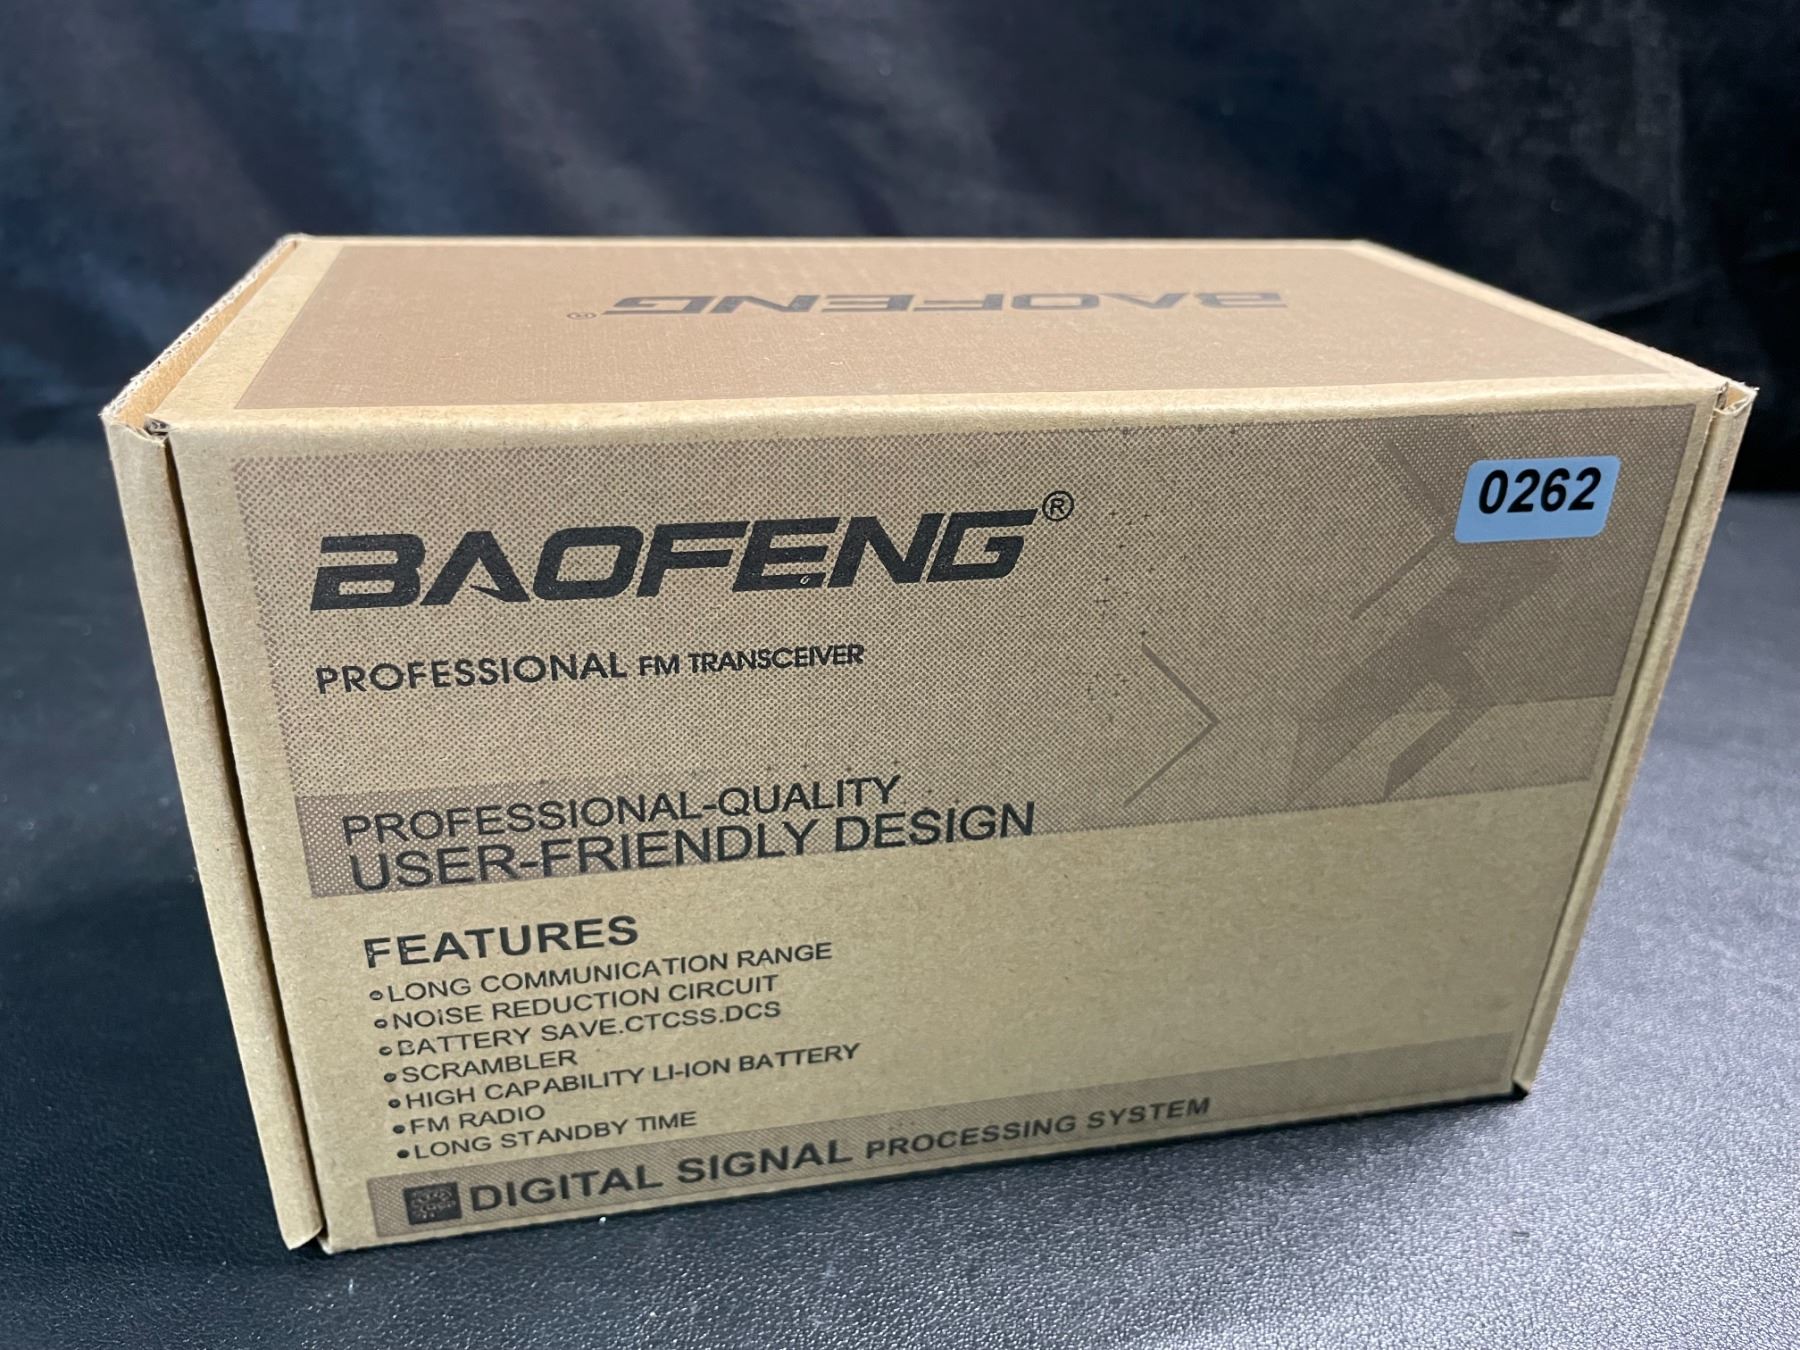 BAOFENG®
0262
BAOFENG®
PROFESSIONAL FM TRANSCEIVER
PROFESSIONAL-QUALITY
USER-FRIENDLY DESIGN
FEATURES
•LONG COMMUNICATION RANGE
•NOiSE REDUCTION CIRCUIT
•BATTERY SAVE.CTCSS.DCS
•SCRAMBLER
•HIGH CAPABILITY LI-ION BATTERY
•FM RADIO
•LONG STANDBY TIME
DIGITAL SIGNAL PROCESSING SYSTEM